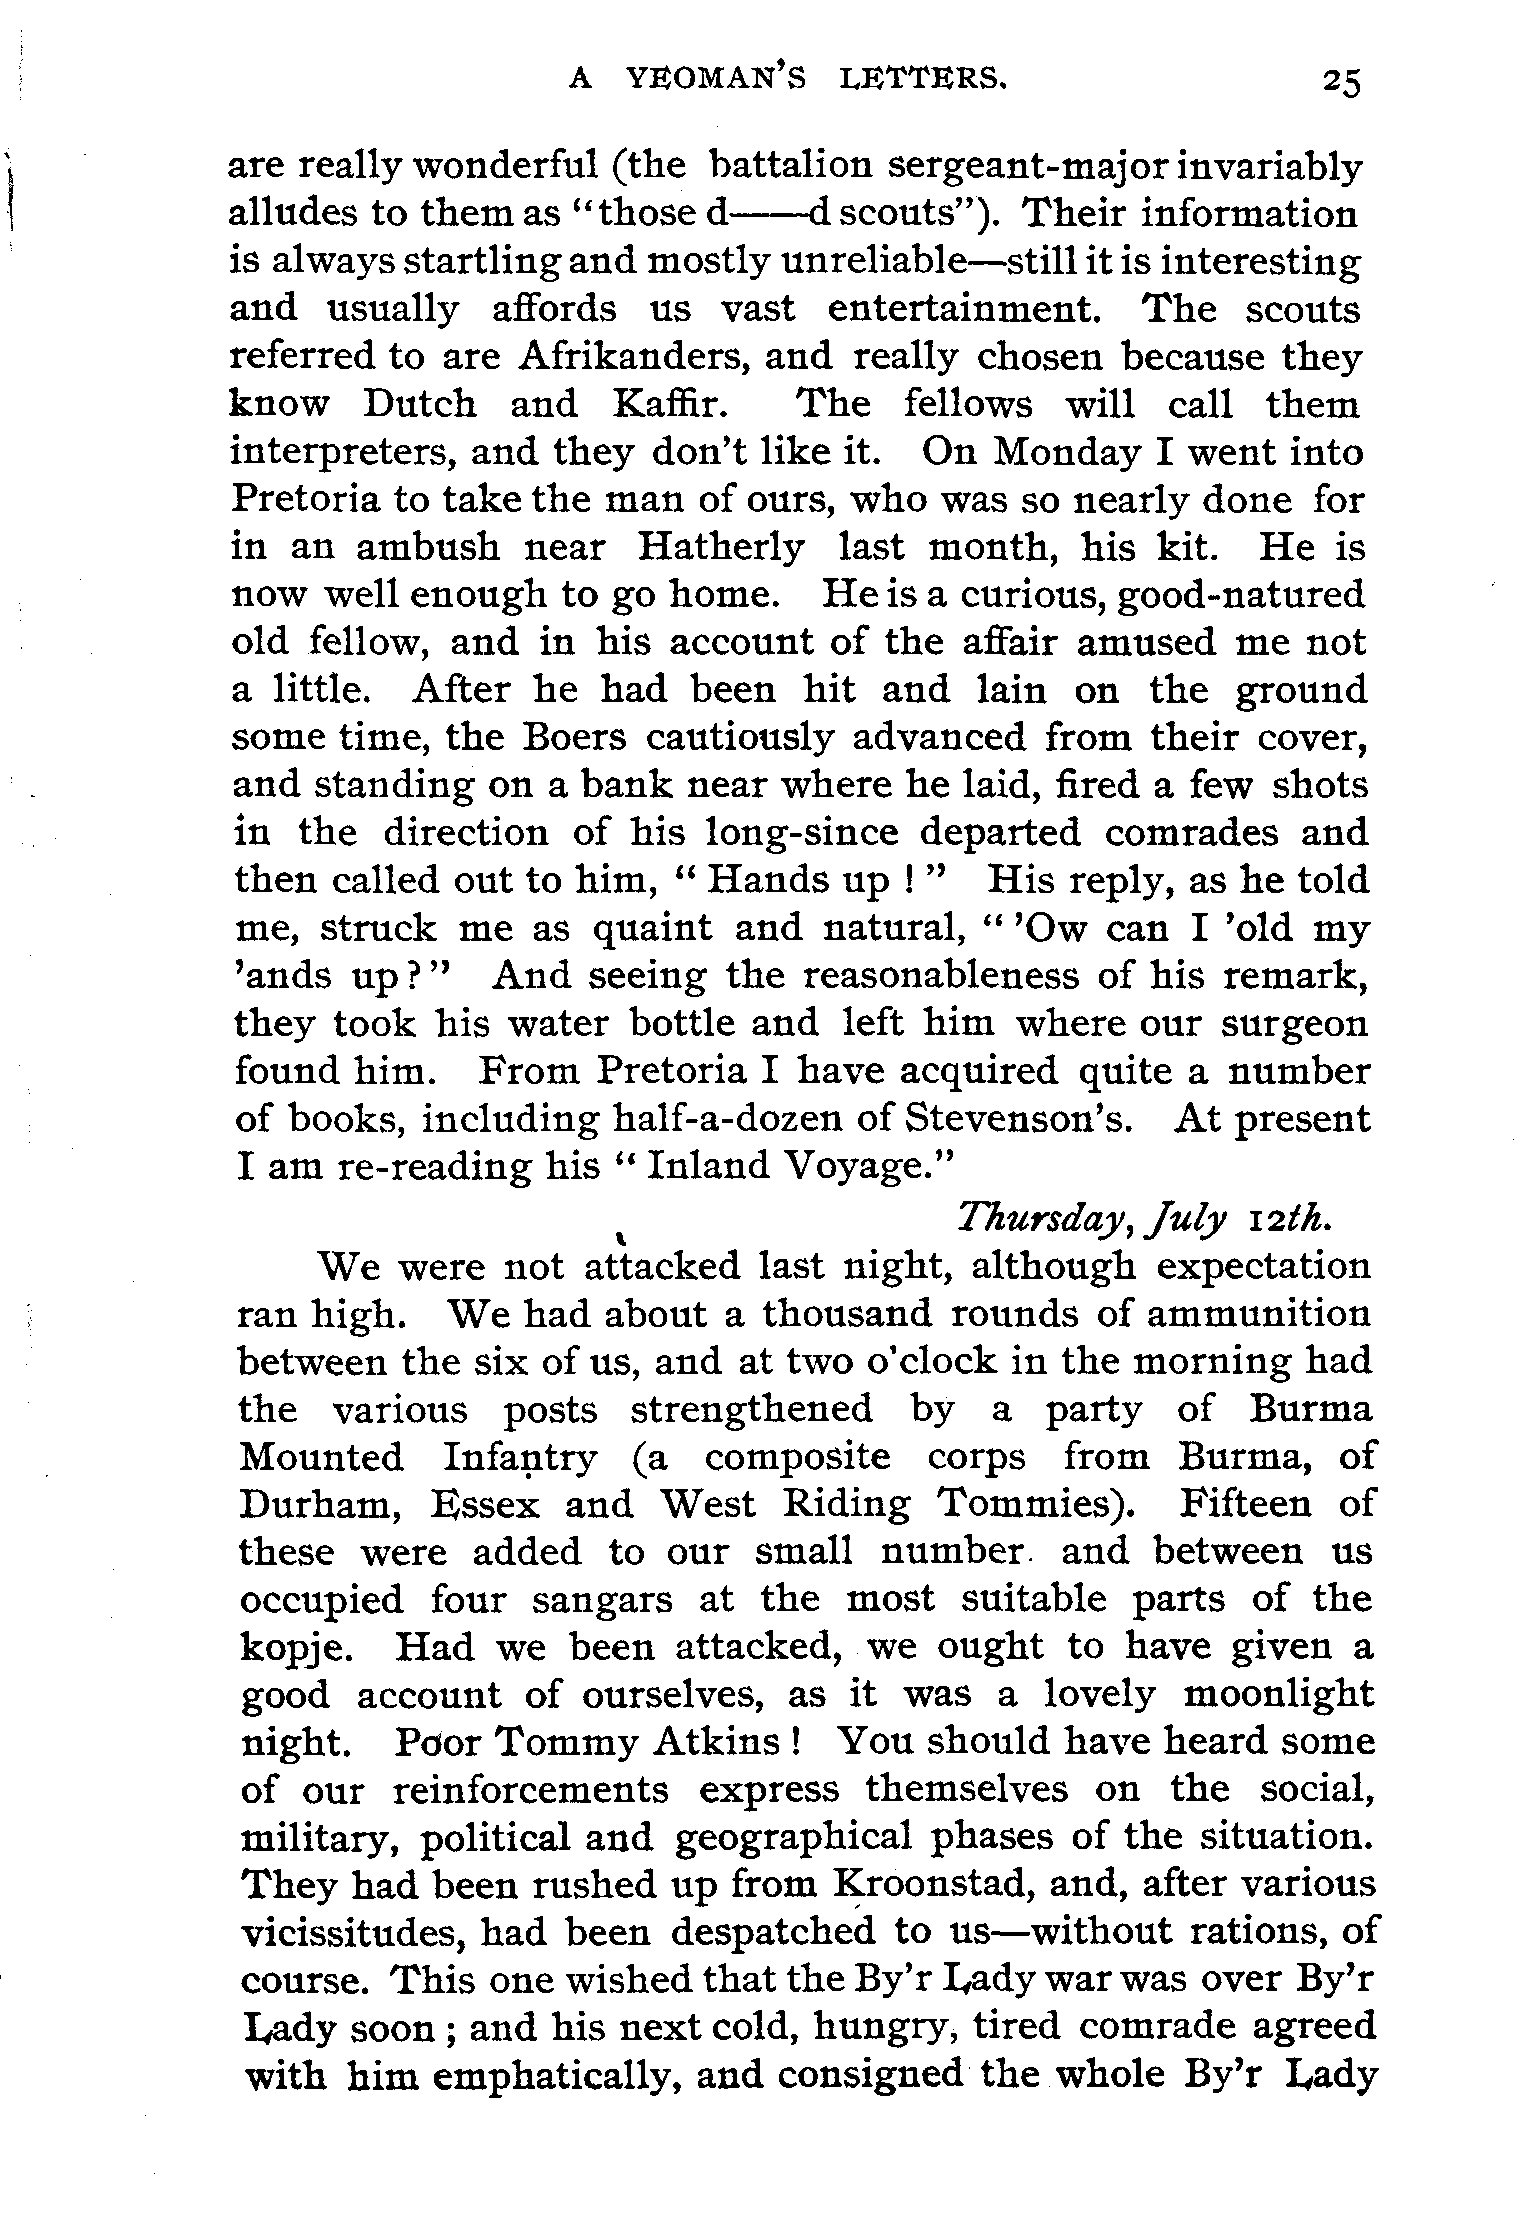 A YEOMAN'S LETTERS. 25
are really wonderful (the battalion sergeant-major invariably
alludes to them as "those d——d scouts"). Their information
is always startling and mostly unreliable—still it is interesting
and usually affords us vast entertainment. The scouts
referred to are Afrikanders, and really chosen because they
know Dutch and Kaffir. The fellows will call them
interpreters, and they don't like it. On Monday I went into
Pretoria to take the man of ours, who was so nearly done for
in an ambush near Hatherly last month, his kit. He is
now well enough to go home. He is a curious, good-natured
old fellow, and in his account of the affair amused me not
a little. After he had been hit and lain on the ground
some time, the Boers cautiously advanced from their cover,
and standing on a bank near where he laid, fired a few shots
in the direction of his long-since departed comrades and
then called out to him, " Hands up ! " His reply, as he told
me, struck me as quaint and natural, " 'Ow can I 'old my
'ands up ? " And seeing the reasonableness of his remark,
they took his water bottle and left him where our surgeon
found him. From Pretoria I have acquired quite a number
of books, including half-a-dozen of Stevenson's. At present
I am re-reading his " Inland Voyage."
Thursday, July 12th.
We were not attacked last night, although expectation
ran high. We had about a thousand rounds of ammunition
between the six of us, and at two o'clock in the morning had
the various posts strengthened by a party of Burma
Mounted Infantry (a composite corps from Burma, of
Durham, Essex and West Riding Tommies). Fifteen of
these were added to our small number. and between us
occupied four sangars at the most suitable parts of the
kopje. Had we been attacked, we ought to have given a
good account of ourselves, as it was a lovely moonlight
night. Poor Tommy Atkins ! You should have heard some
of our reinforcements express themselves on the social,
military, political and geographical phases of the situation.
They had been rushed up from Kroonstad, and, after various
vicissitudes, had been despatched to us—without rations, of
course. This one wished that the By'r Lady war was over By'r
Lady soon ; and his next cold, hungry, tired comrade agreed
with him emphatically, and consigned the whole By'r Lady